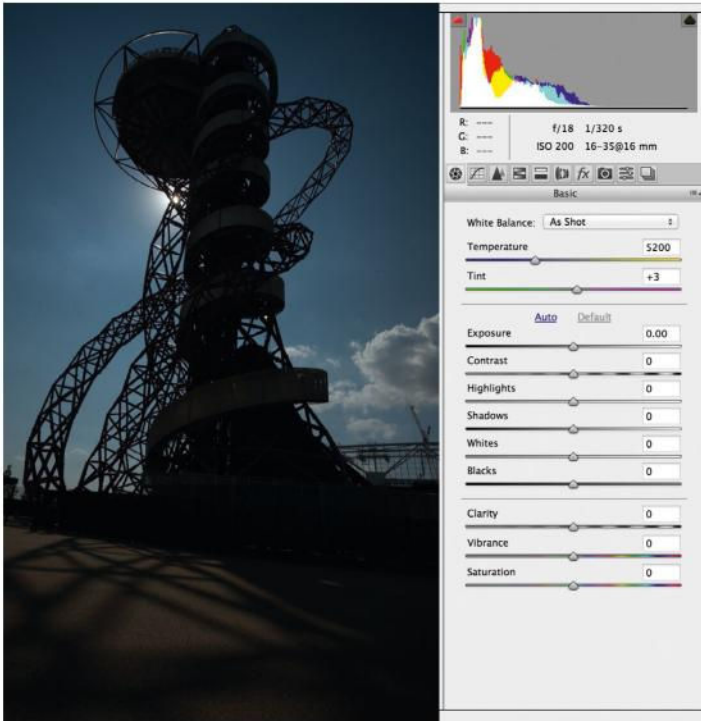 R: ---
G: ---
B: ---
f/18 1/320 s
ISO 200 16-35@16 mm
fx
Basic
White Balance: As Shot
Temperature 5200
Tint +3
Auto Default
Exposure 0.00
Contrast 0
Highlights 0
Shadows 0
Whites 0
Blacks 0
Clarity 0
Vibrance 0
Saturation 0